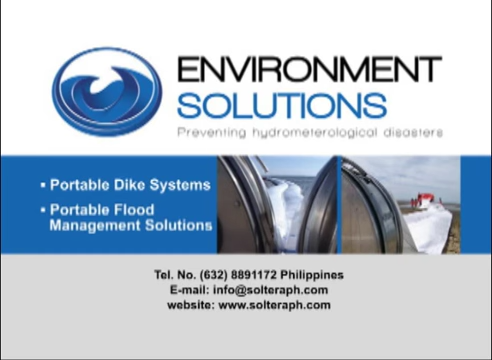 ENVIRONMENT
SOLUTIONS
Preventing hydrometerological disasters
▪ Portable Dike Systems
▪ Portable Flood
Management Solutions
Tel. No. (632) 8891172 Philippines
E-mail: info@solteraph.com
website: www.solteraph.com